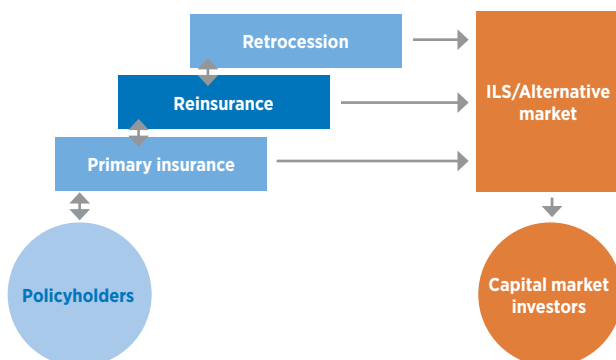 Retrocession
Reinsurance
Primary insurance
Policyholders
ILS/Alternative
market
Capital market
investors